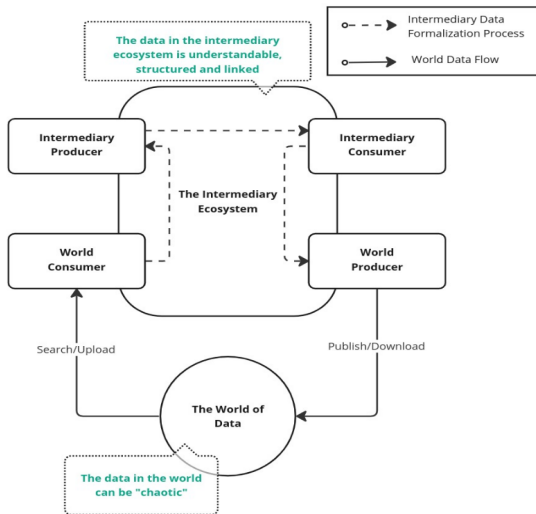 The data in the intermediary
ecosystem is understandable,
structured and linked
Intermediary Data
Formalization Process
World Data Flow
Intermediary
Producer
Intermediary
Consumer
The Intermediary
Ecosystem
World
Consumer
World
Producer
Search/Upload
Publish/Download
The World of
Data
The data in the world
can be "chaotic"